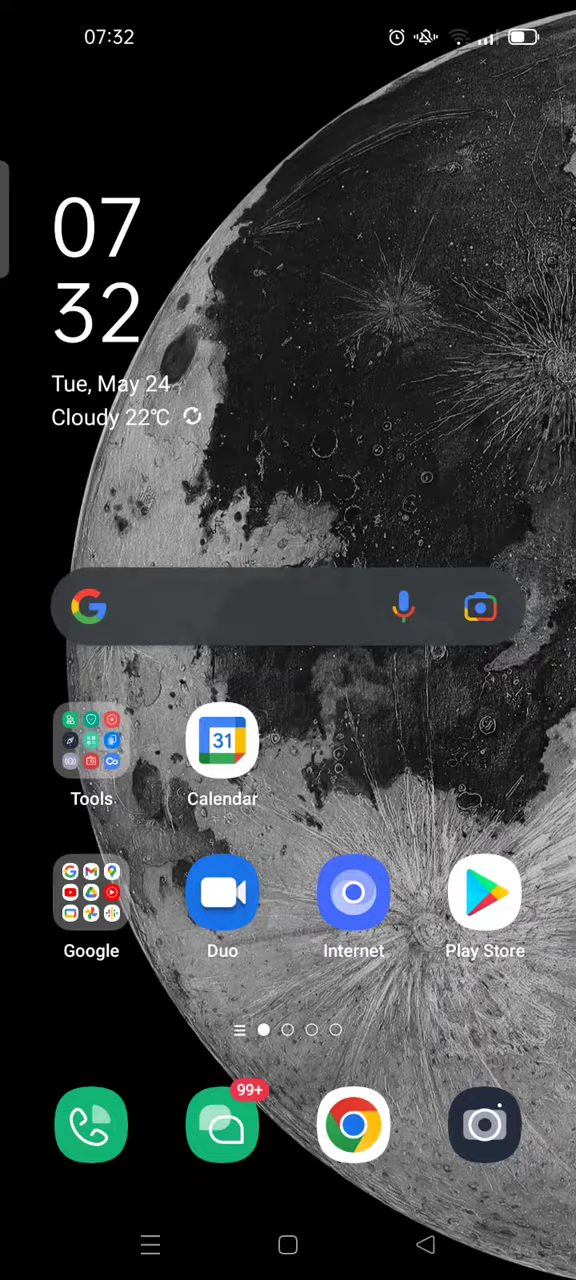 07:32
07
32
Tue, May 24
Cloudy 22℃
31
Tools
Calendar
Google
Duo
Internet
Play Store
99+